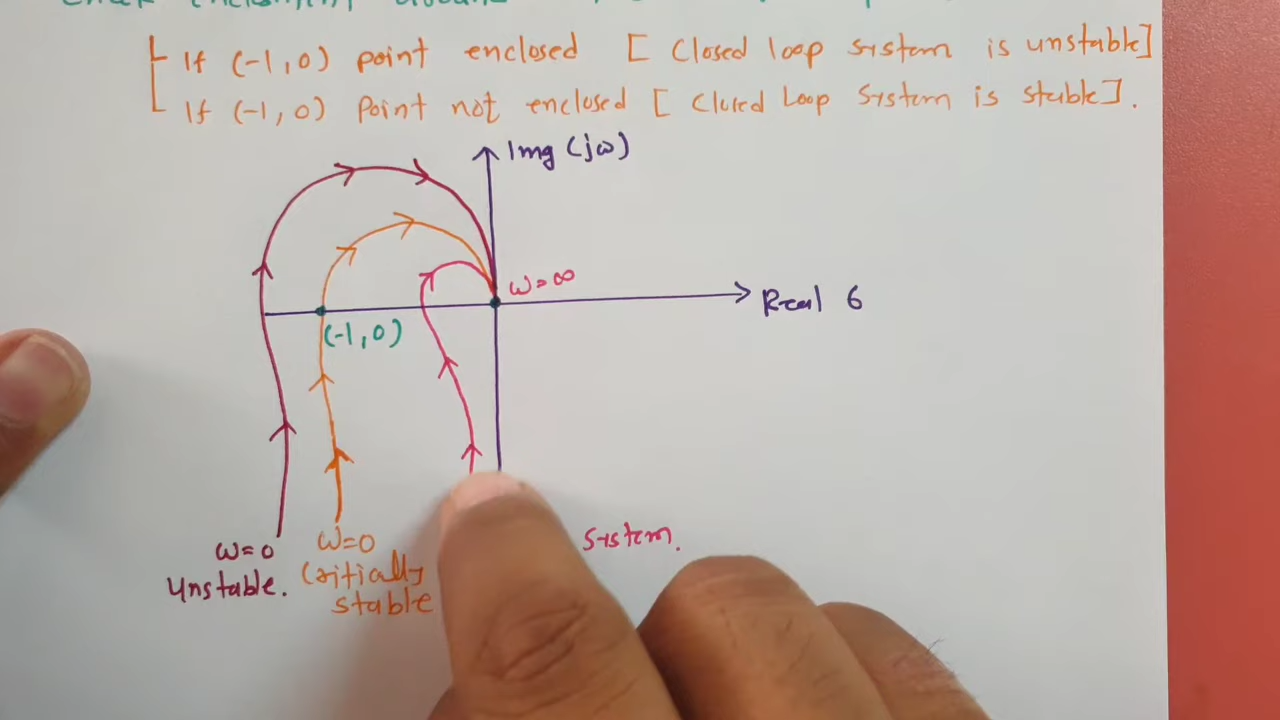 If (-1,0) point enclosed [ Closed loop system is unstable]
If (-1,0) Point not enclosed [ Closed Loop System is stable].
Img (jω)
ω=∞
Real 6
(-1,0)
ω=0
ω=0
System.
Unstable.
Critically
stable